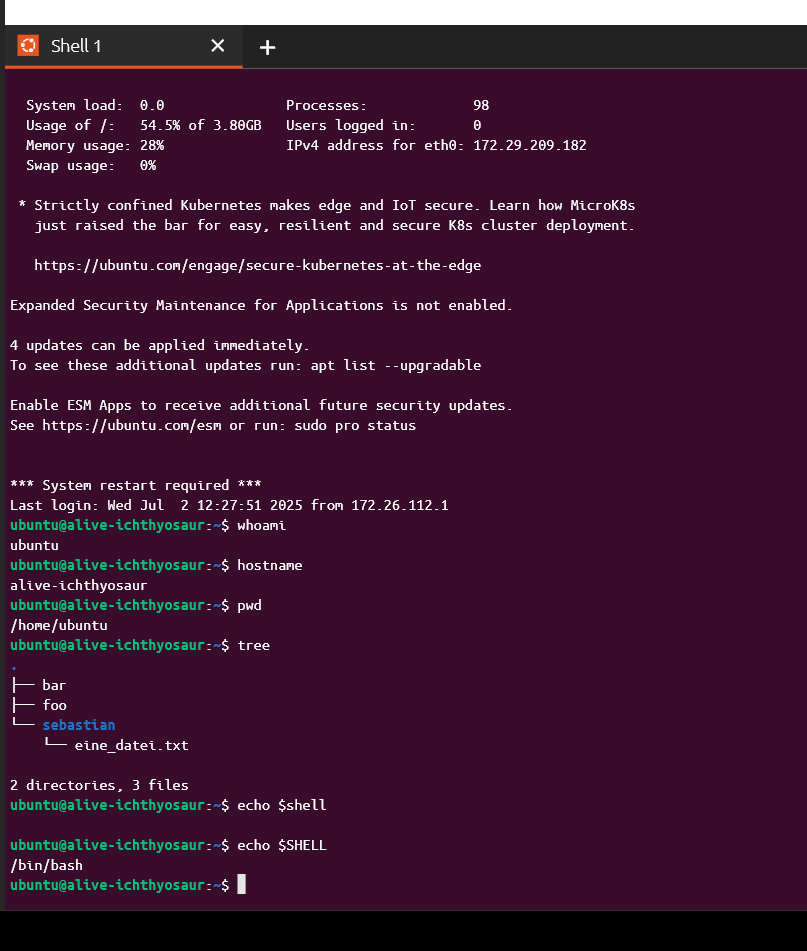 Shell 1
System load:  0.0               Processes:             98
Usage of /:   54.5% of 3.80GB   Users logged in:       0
Memory usage: 28%               IPv4 address for eth0: 172.29.209.182
Swap usage:   0%
* Strictly confined Kubernetes makes edge and IoT secure. Learn how MicroK8s
just raised the bar for easy, resilient and secure K8s cluster deployment.
https://ubuntu.com/engage/secure-kubernetes-at-the-edge
Expanded Security Maintenance for Applications is not enabled.
4 updates can be applied immediately.
To see these additional updates run: apt list --upgradable
Enable ESM Apps to receive additional future security updates.
See https://ubuntu.com/esm or run: sudo pro status
*** System restart required ***
Last login: Wed Jul  2 12:27:51 2025 from 172.26.112.1
ubuntu@alive-ichthyosaur:~$ whoami
ubuntu
ubuntu@alive-ichthyosaur:~$ hostname
alive-ichthyosaur
ubuntu@alive-ichthyosaur:~$ pwd
/home/ubuntu
ubuntu@alive-ichthyosaur:~$ tree
.
├── bar
├── foo
└── sebastian
    └── eine_datei.txt
2 directories, 3 files
ubuntu@alive-ichthyosaur:~$ echo $shell
ubuntu@alive-ichthyosaur:~$ echo $SHELL
/bin/bash
ubuntu@alive-ichthyosaur:~$